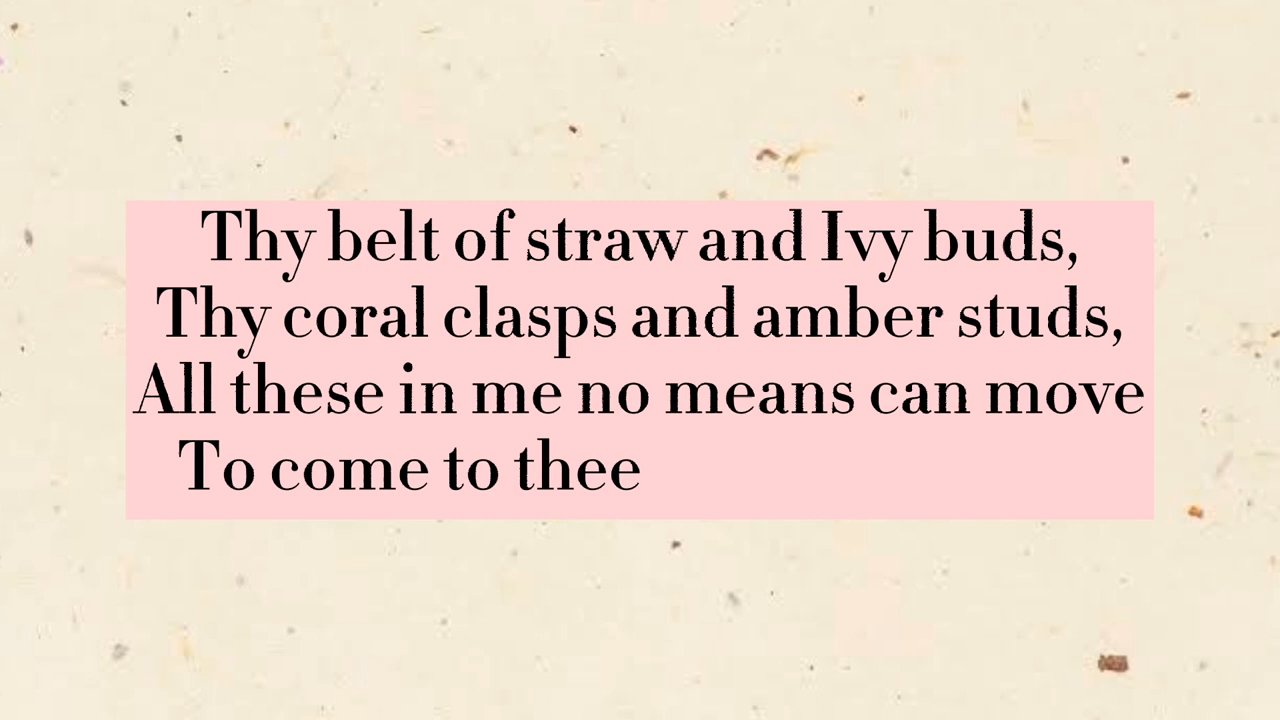 Thy belt of straw and Ivy buds,
Thy coral clasps and amber studs,
All these in me no means can move
To come to thee